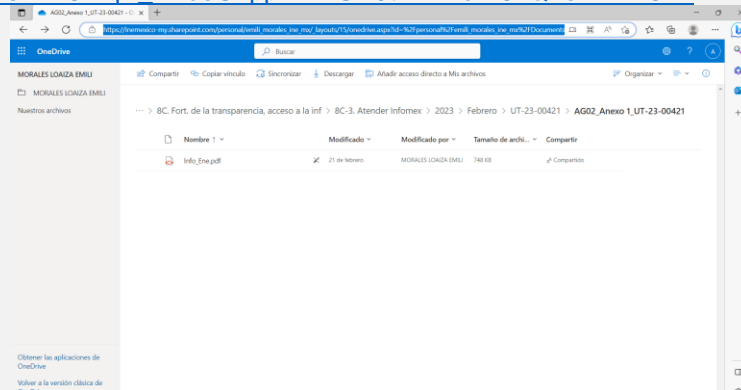 AG02_Anexo 1_UT-23-00421 - O
https://inemexico-my.sharepoint.com/personal/emili_morales_ine_mx/_layouts/15/onedrive.aspx?id=%2Fpersonal%2Femili_morales_ine_mx%2FDocument
OneDrive
Buscar
MORALES LOAIZA EMILI
Compartir Copiar vínculo Sincronizar Descargar Añadir acceso directo a Mis archivos Organizar
MORALES LOAIZA EMILI
Nuestros archivos
··· > 8C. Fort. de la transparencia, acceso a la inf > 8C-3. Atender Infomex > 2023 > Febrero > UT-23-00421 > AG02_Anexo 1_UT-23-00421
Nombre ↑ Modificado Modificado por Tamaño de archi... Compartir
Info_Ene.pdf 21 de febrero MORALES LOAIZA EMILI 748 KB Compartido
Obtener las aplicaciones de
OneDrive
Volver a la versión clásica de